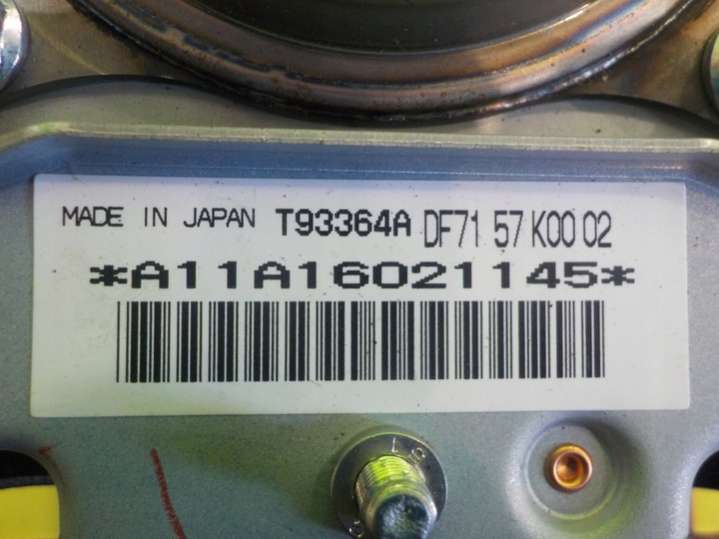 MADE IN JAPAN T93364A DF71 57 K00 02
*A11A16021145*